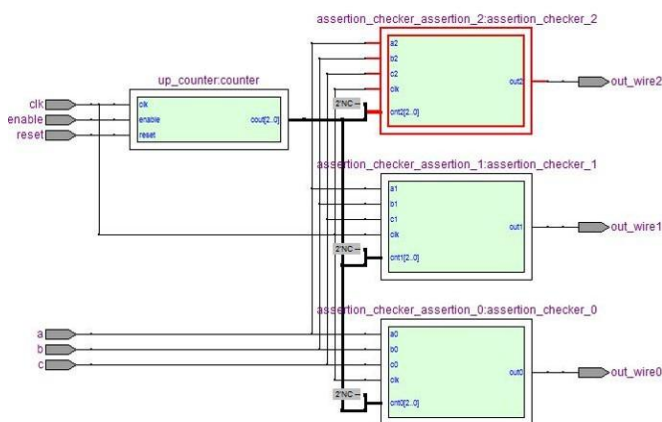 assertion_checker_assertion_2:assertion_checker_2
a2
b2
c2
clk
cnt2[2..0]
out2
out_wire2
2'NC --
up_counter:counter
clk
enable
reset
clk
enable
reset
cout[2..0]
assertion_checker_assertion_1:assertion_checker_1
a1
b1
c1
clk
cnt1[2..0]
out1
out_wire1
2'NC --
assertion_checker_assertion_0:assertion_checker_0
a
b
c
a0
b0
c0
clk
cnt0[2..0]
out0
out_wire0
2'NC --